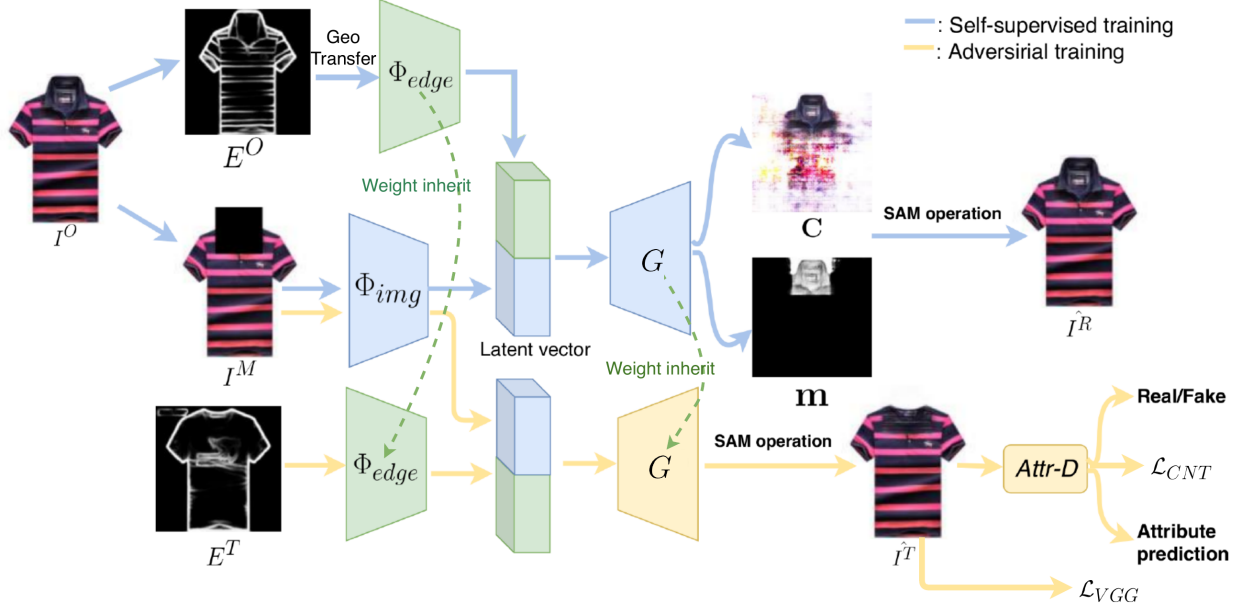 : Self-supervised training
: Adversirial training
Geo
Transfer
Φ_edge
E^O
I^O
Weight inherit
C
SAM operation
Φ_img
G
I^M
Latent vector
Î^R
Weight inherit
m
Real/Fake
SAM operation
Φ_edge
G
Attr-D
ℒ_CNT
E^T
Î^T
Attribute
prediction
ℒ_VGG